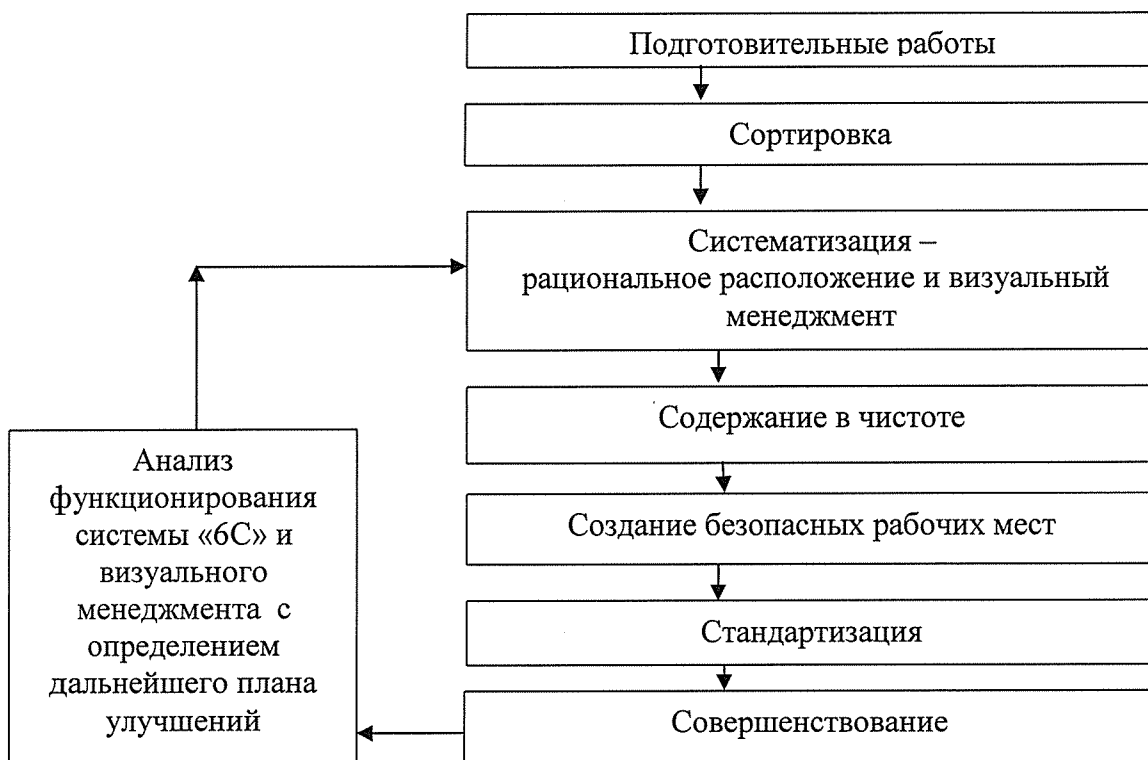 Подготовительные работы
Сортировка
Систематизация –
рациональное расположение и визуальный
менеджмент
Содержание в чистоте
Создание безопасных рабочих мест
Стандартизация
Совершенствование
Анализ
функционирования
системы «6С» и
визуального
менеджмента с
определением
дальнейшего плана
улучшений